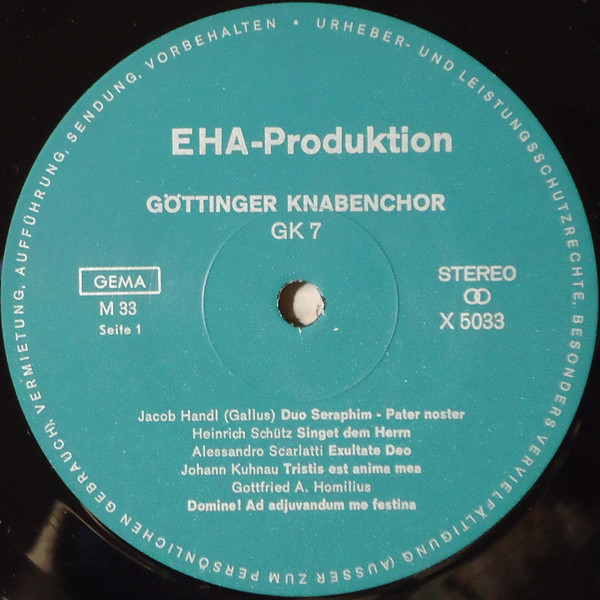 URHEBER- UND LEISTUNGSSCHUTZRECHTE, BESONDERS VERVIELFÄLTIGUNG (AUSSER ZUM PERSÖNLICHEN GEBRAUCH), VERMIETUNG, AUFFÜHRUNG, SENDUNG, VORBEHALTEN •
EHA-Produktion
GÖTTINGER KNABENCHOR
GK 7
GEMA
M 33
Seite 1
STEREO
X 5033
Jacob Handl (Gallus) Duo Seraphim - Pater noster
Heinrich Schütz Singet dem Herrn
Alessandro Scarlatti Exultate Deo
Johann Kuhnau Tristis est anima mea
Gottfried A. Homilius
Domine! Ad adjuvandum me festina